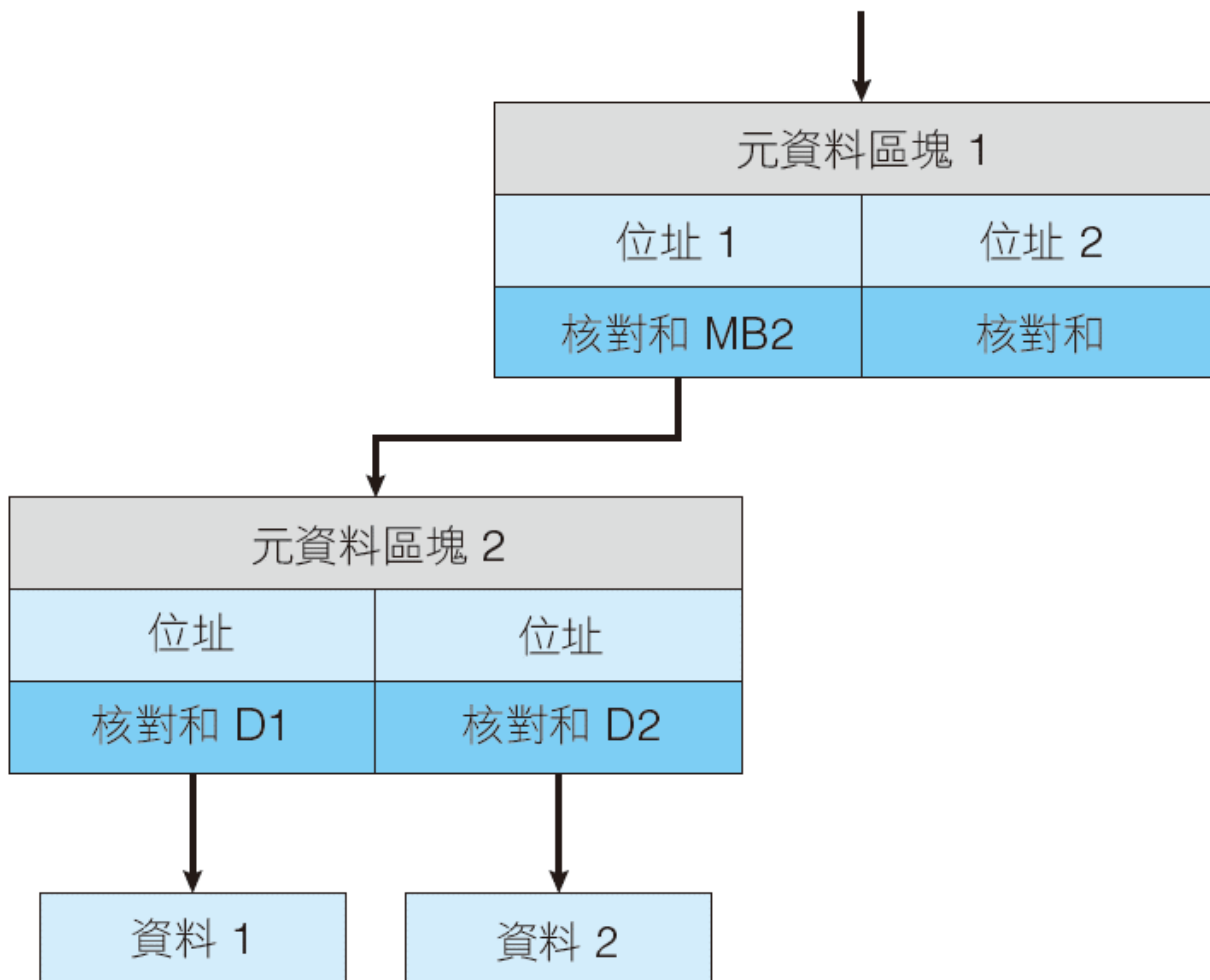 元資料區塊 1
位址 1
位址 2
核對和 MB2
核對和
元資料區塊 2
位址
位址
核對和 D1
核對和 D2
資料 1
資料 2